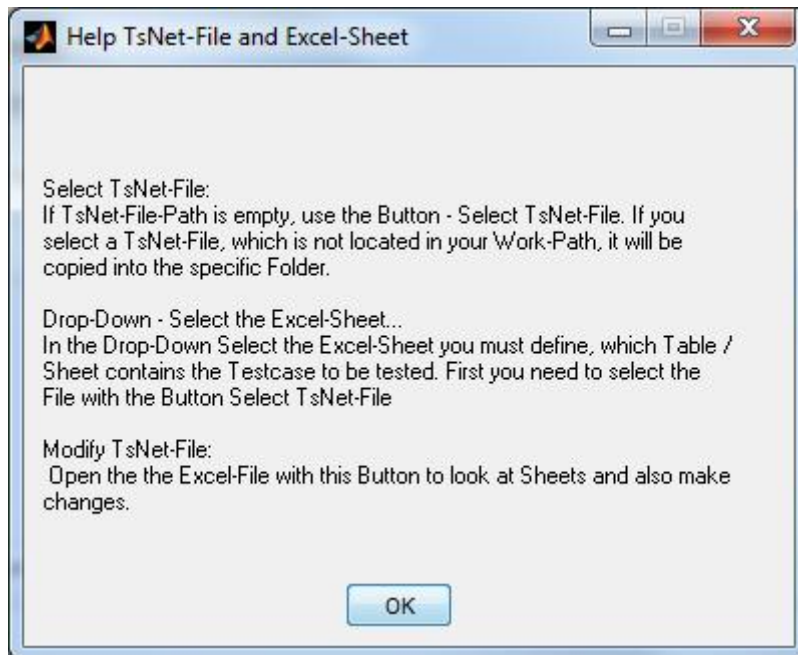 Help TsNet-File and Excel-Sheet
Select TsNet-File:
If TsNet-File-Path is empty, use the Button - Select TsNet-File. If you
select a TsNet-File, which is not located in your Work-Path, it will be
copied into the specific Folder.
Drop-Down - Select the Excel-Sheet...
In the Drop-Down Select the Excel-Sheet you must define, which Table /
Sheet contains the Testcase to be tested. First you need to select the
File with the Button Select TsNet-File
Modify TsNet-File:
Open the the Excel-File with this Button to look at Sheets and also make
changes.
OK